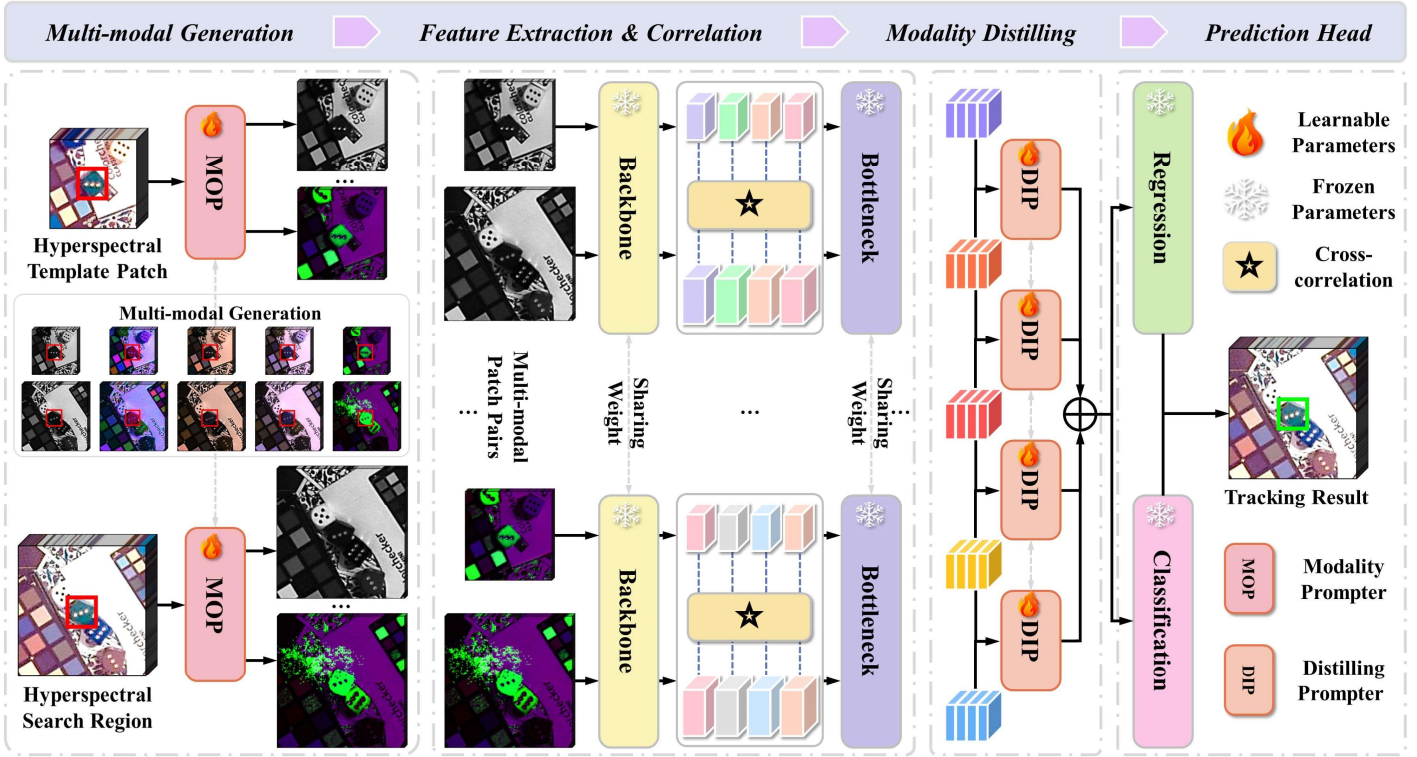 Multi-modal Generation
Feature Extraction & Correlation
Modality Distilling
Prediction Head
MOP
...
Hyperspectral
Template Patch
Multi-modal Generation
MOP
...
Hyperspectral
Search Region
Backbone
Bottleneck
...
Multi-modal
Patch Pairs
Sharing
Weight
...
Sharing
Weight
...
Backbone
Bottleneck
DIP
DIP
DIP
DIP
Regression
Classification
Learnable
Parameters
Frozen
Parameters
Cross-
correlation
Tracking Result
MOP
Modality
Prompter
DIP
Distilling
Prompter